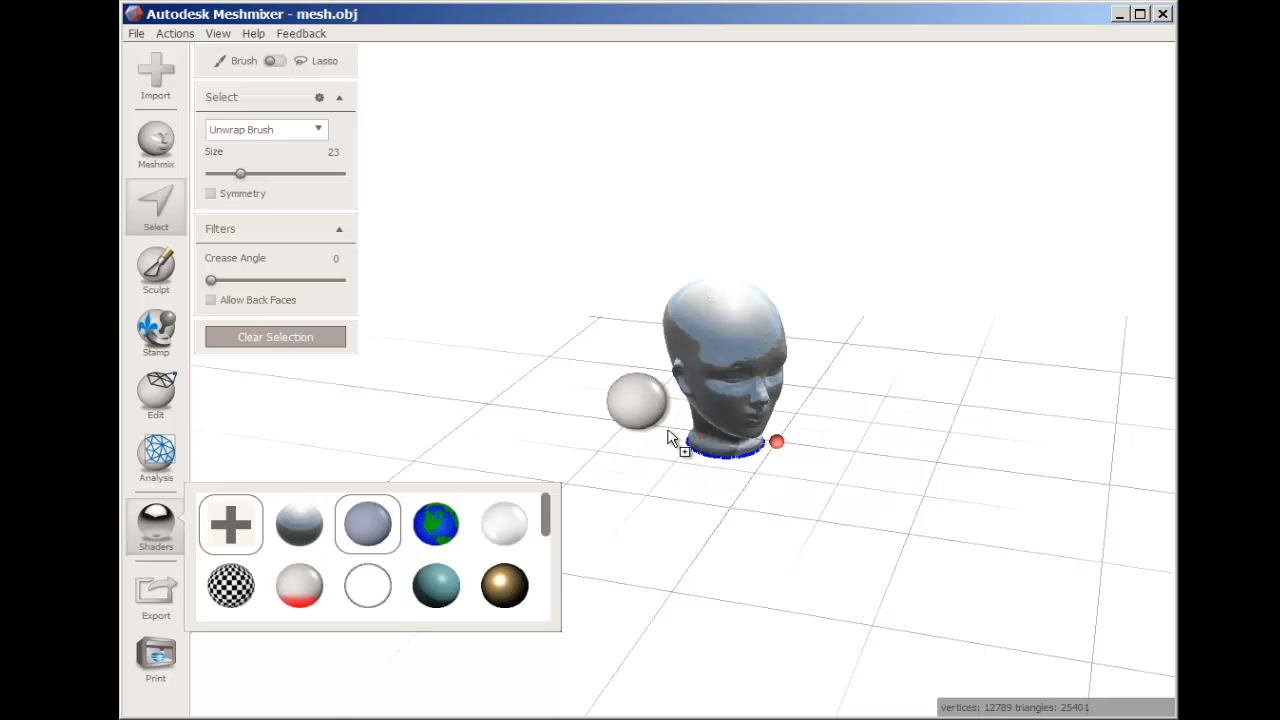 Autodesk Meshmixer - mesh.obj
File Actions View Help Feedback
Import
Meshmix
Select
Sculpt
Stamp
Edit
Analysis
Shaders
Export
Print
Brush Lasso
Select
Unwrap Brush
Size 23
Symmetry
Filters
Crease Angle 0
Allow Back Faces
Clear Selection
vertices: 12789 triangles: 25401